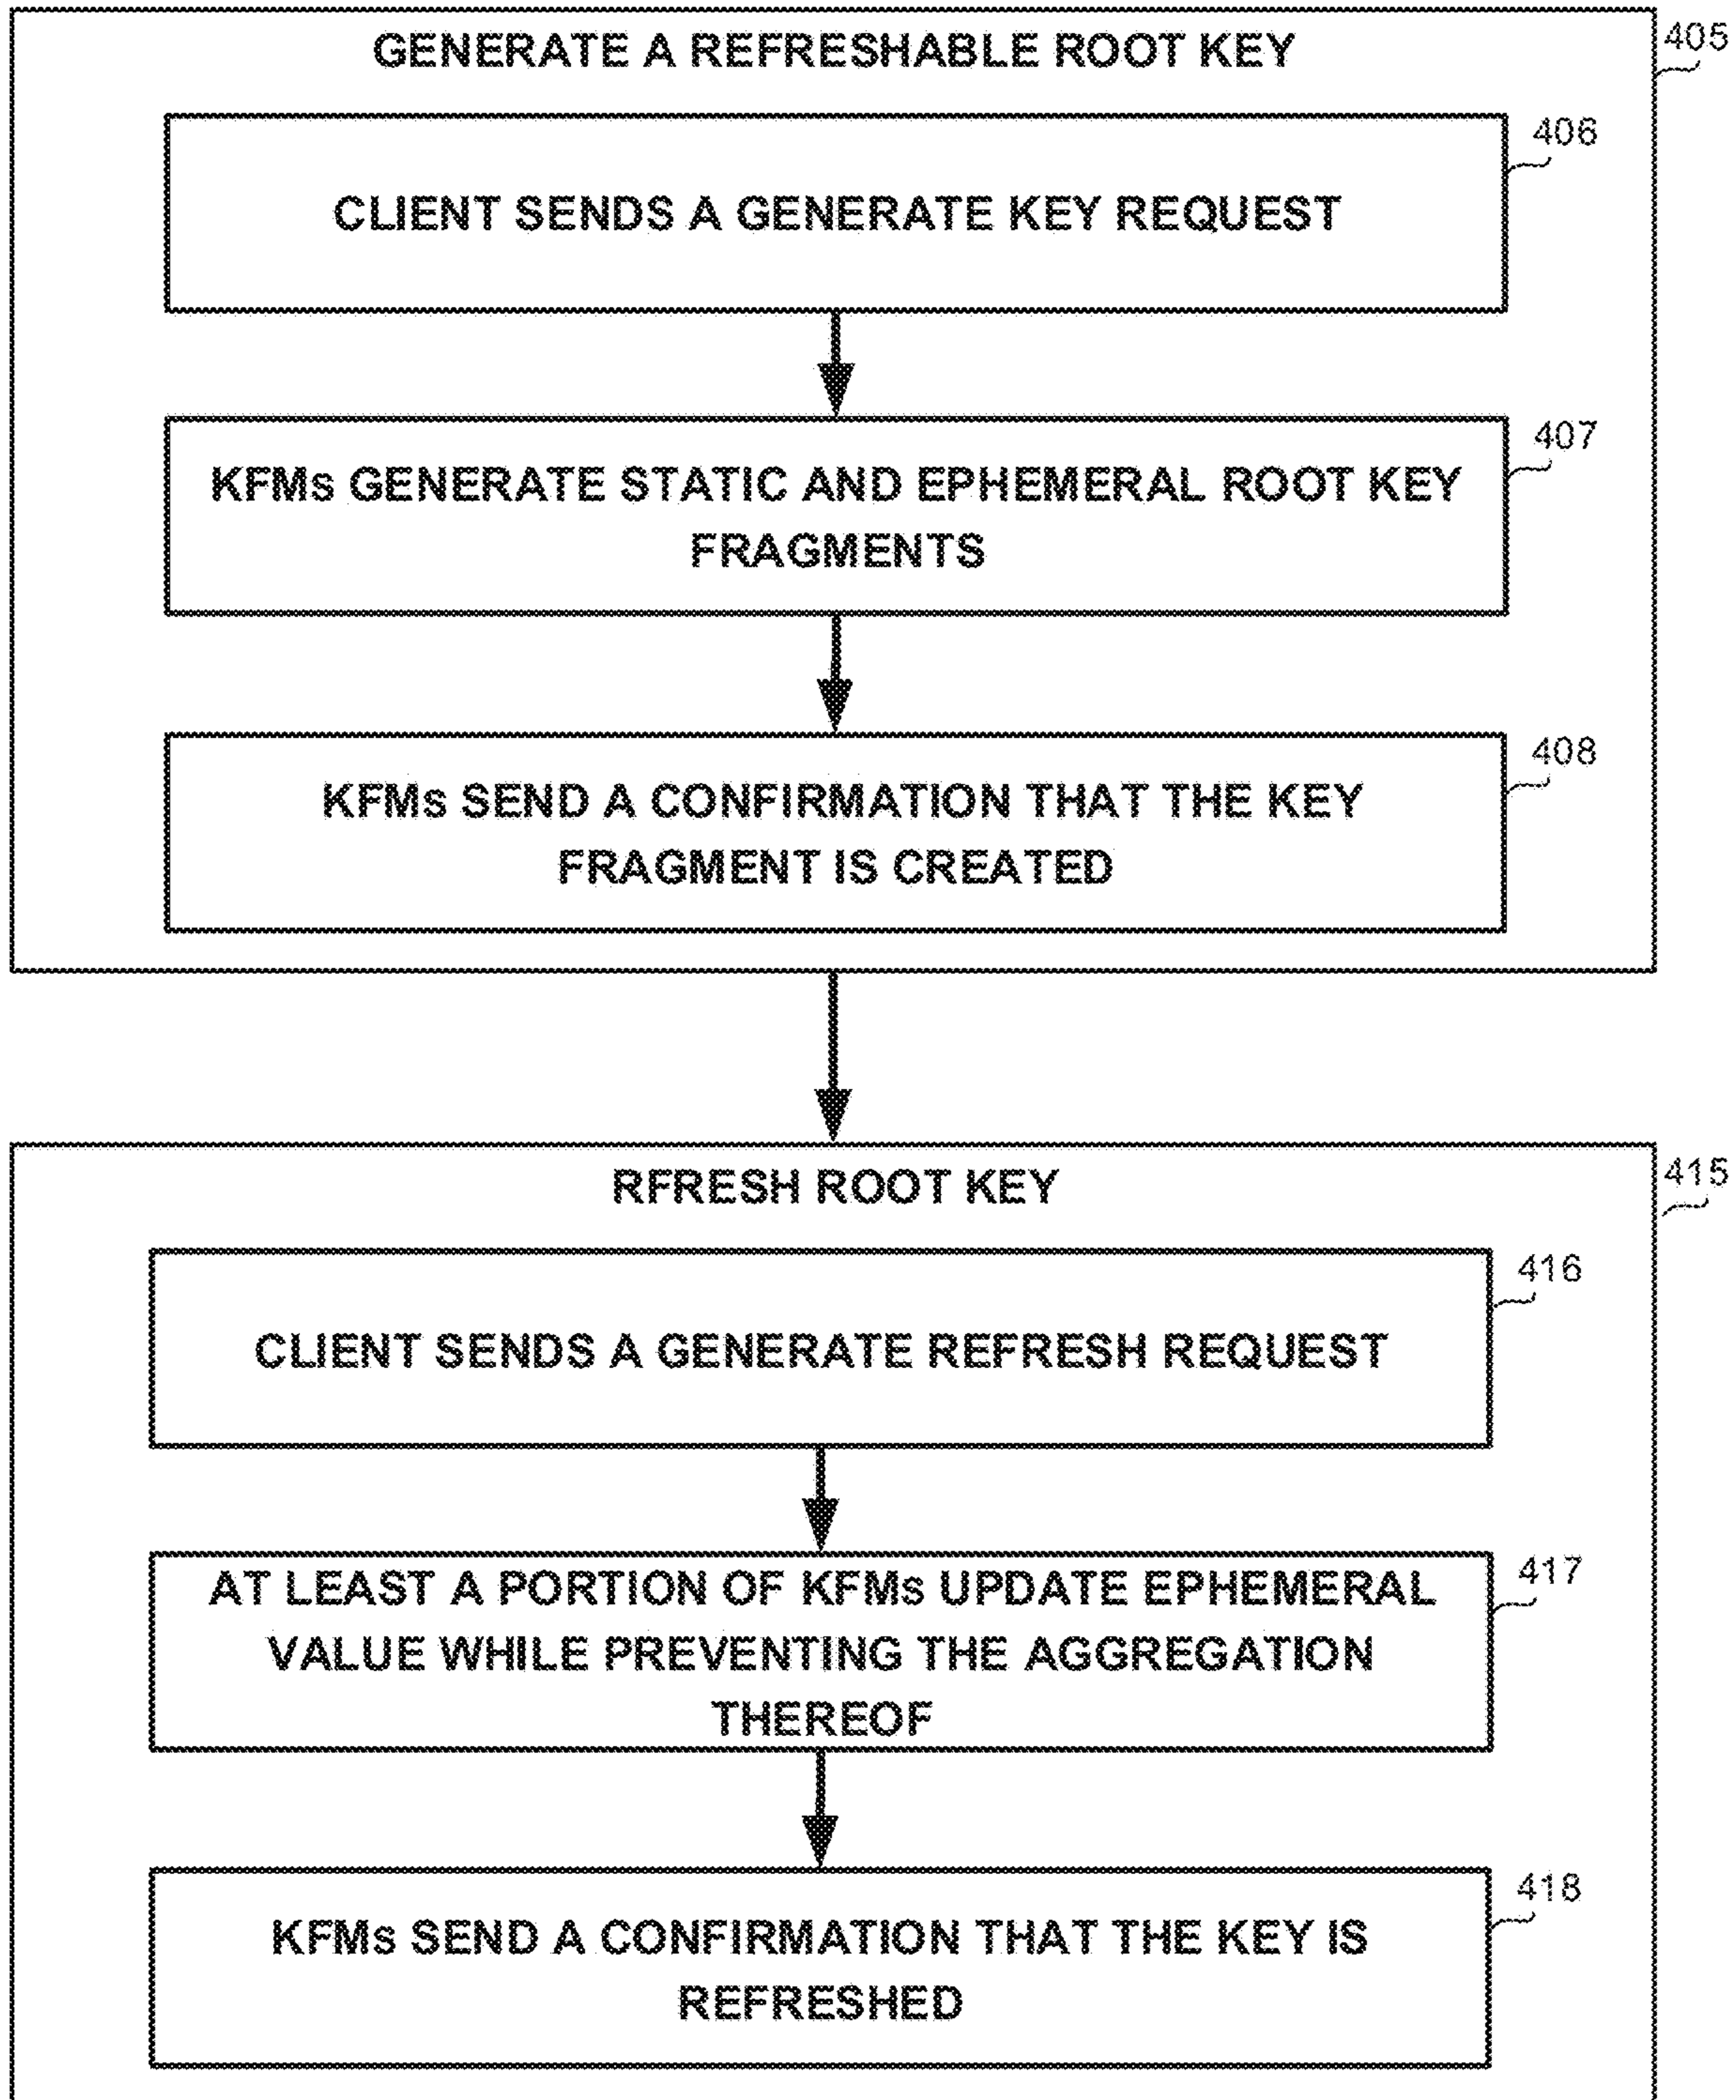 GENERATE A REFRESHABLE ROOT KEY
405
406
CLIENT SENDS A GENERATE KEY REQUEST
407
KFMs GENERATE STATIC AND EPHEMERAL ROOT KEY
FRAGMENTS
408
KFMs SEND A CONFIRMATION THAT THE KEY
FRAGMENT IS CREATED
RFRESH ROOT KEY
415
416
CLIENT SENDS A GENERATE REFRESH REQUEST
417
AT LEAST A PORTION OF KFMs UPDATE EPHEMERAL
VALUE WHILE PREVENTING THE AGGREGATION
THEREOF
418
KFMs SEND A CONFIRMATION THAT THE KEY IS
REFRESHED